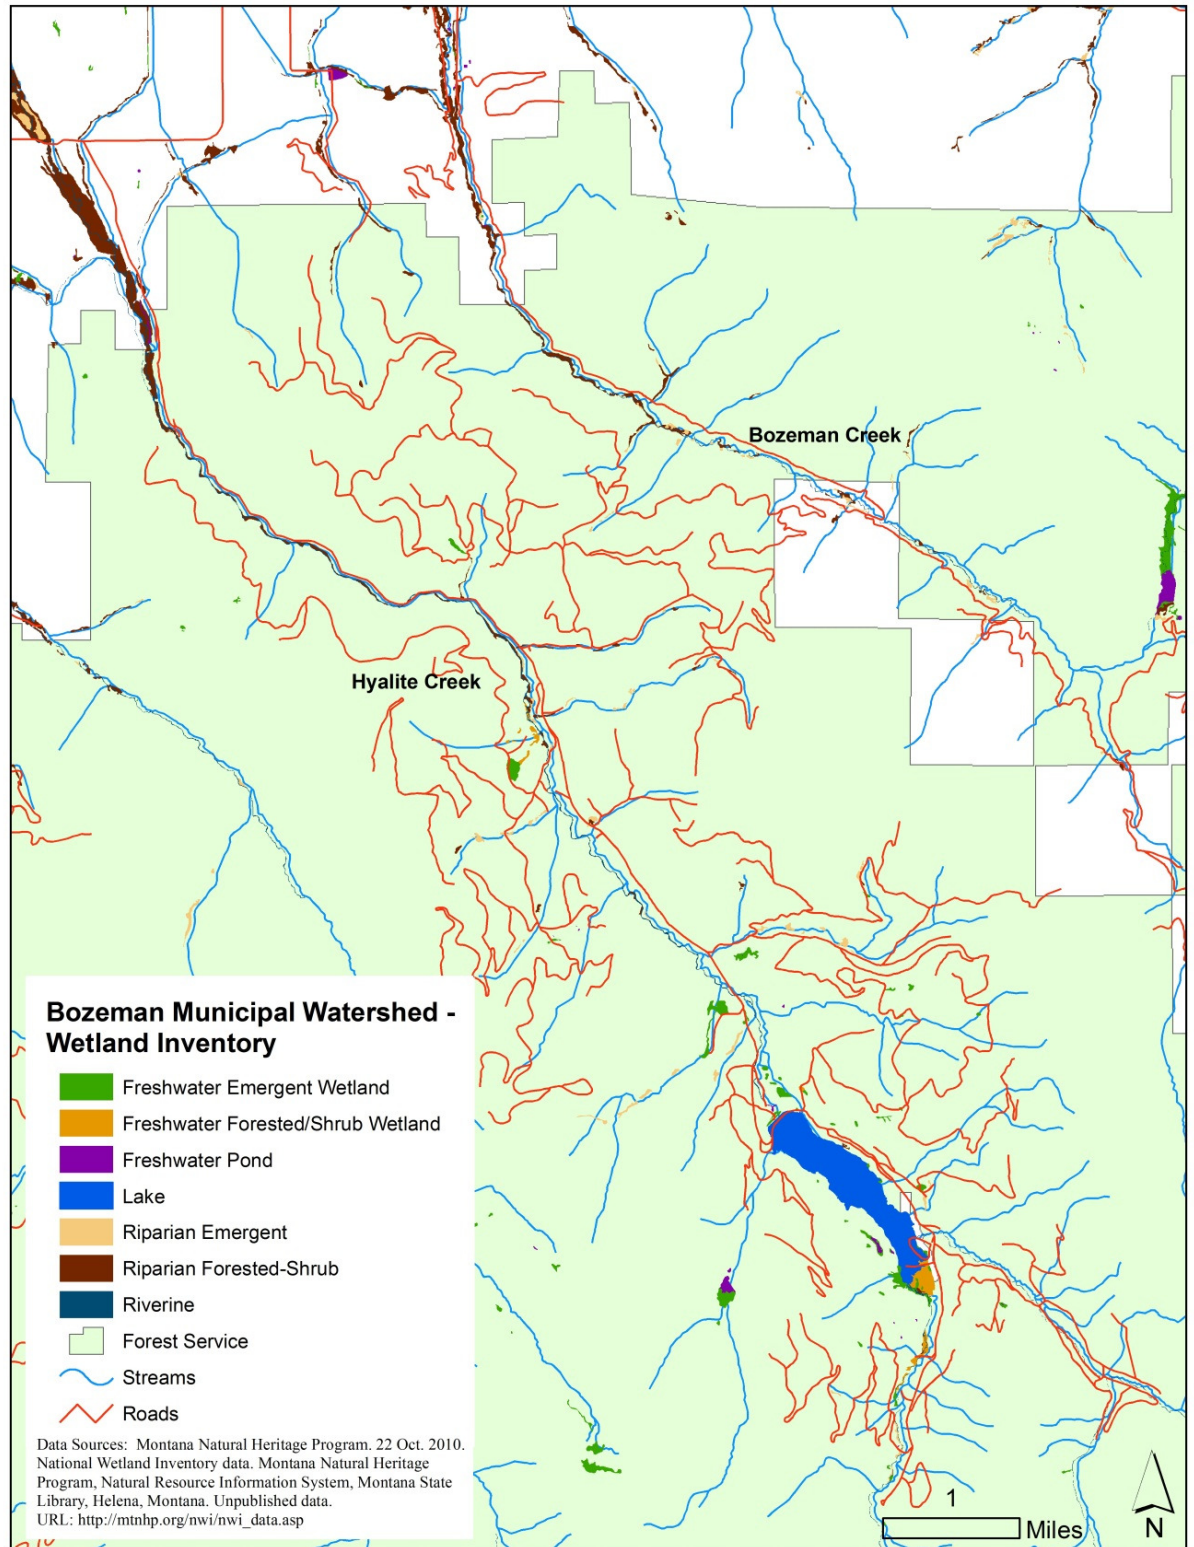 Bozeman Creek
Hyalite Creek
Bozeman Municipal Watershed -
Wetland Inventory
Freshwater Emergent Wetland
Freshwater Forested/Shrub Wetland
Freshwater Pond
Lake
Riparian Emergent
Riparian Forested-Shrub
Riverine
Forest Service
Streams
Roads
Data Sources: Montana Natural Heritage Program. 22 Oct. 2010.
National Wetland Inventory data. Montana Natural Heritage
Program, Natural Resource Information System, Montana State
Library, Helena, Montana. Unpublished data.
URL: http://mtnhp.org/nwi/nwi_data.asp
1
Miles
N